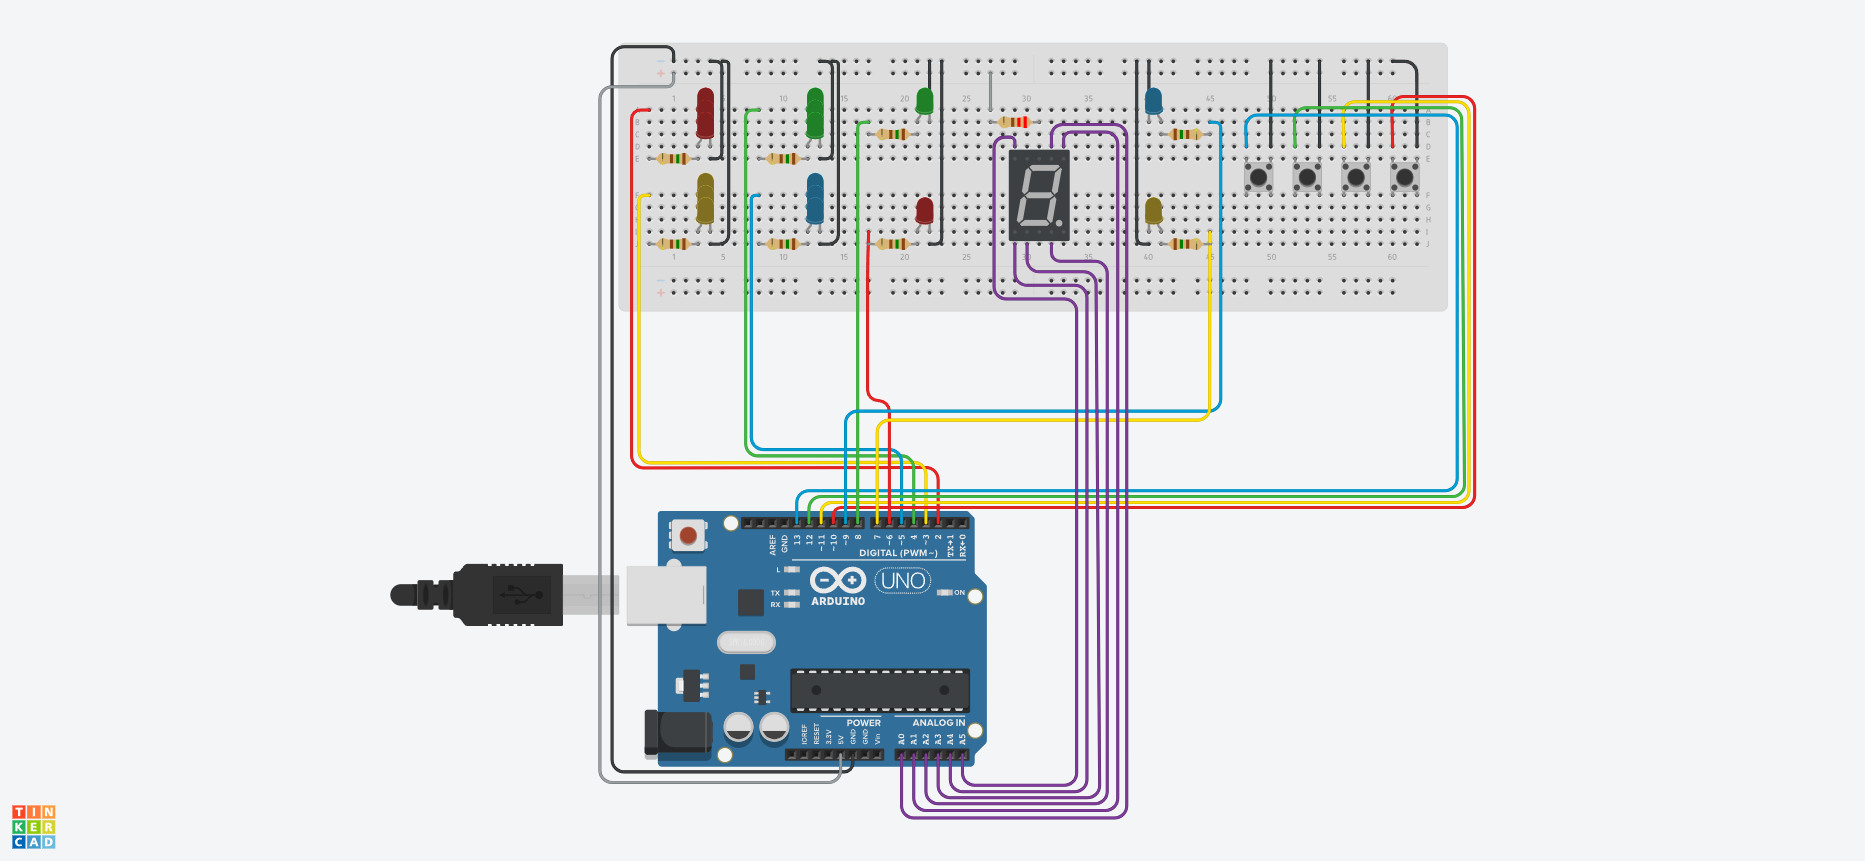 1 5 10 15 20 25 30 35 45 50 55 60
1 5 10 15 20 25 30 35 40 45 50 55 60
AREF
GND
13
12
~11
~10
~9
8
7
~6
~5
4
~3
2
TX→1
RX←0
DIGITAL (PWM~)
L
TX
RX
ARDUINO
UNO
ON
IOREF
RESET
3.3V
5V
GND
GND
Vin
POWER
ANALOG IN
A0
A1
A2
A3
A4
A5
TIN
KER
CAD